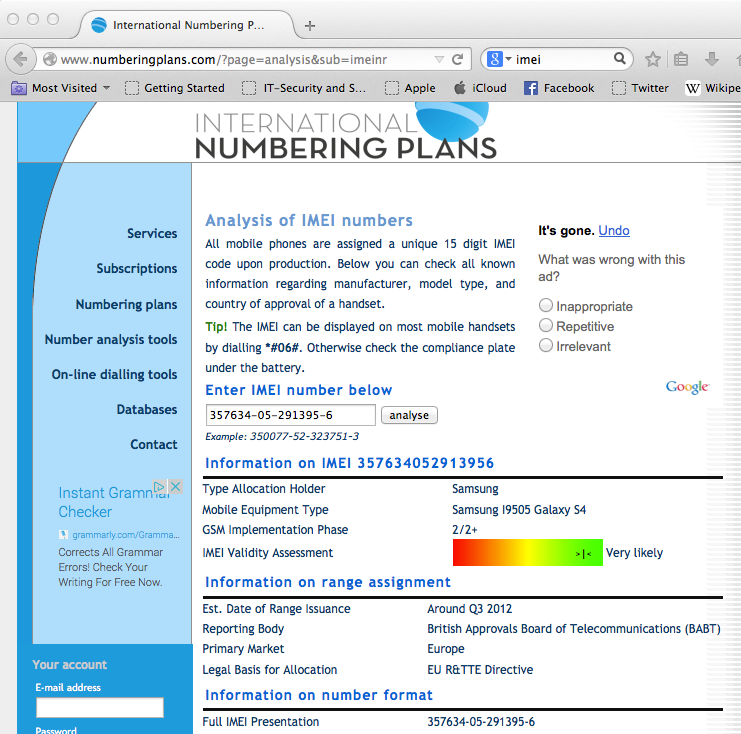 International Numbering P...
www.numberingplans.com/?page=analysis&sub=imeinr
imei
Most Visited
Getting Started
IT-Security and S...
Apple
iCloud
Facebook
Twitter
Wikipe
INTERNATIONAL
NUMBERING PLANS
Services
Subscriptions
Numbering plans
Number analysis tools
On-line dialling tools
Databases
Contact
Instant Grammar
Checker
grammarly.com/Gramma...
Corrects All Grammar
Errors! Check Your
Writing For Free Now.
Your account
E-mail address
Password
Analysis of IMEI numbers
All mobile phones are assigned a unique 15 digit IMEI
code upon production. Below you can check all known
information regarding manufacturer, model type, and
country of approval of a handset.
Tip! The IMEI can be displayed on most mobile handsets
by dialling *#06#. Otherwise check the compliance plate
under the battery.
Enter IMEI number below
357634-05-291395-6 analyse
Example: 350077-52-323751-3
It's gone. Undo
What was wrong with this
ad?
Inappropriate
Repetitive
Irrelevant
Google
Information on IMEI 357634052913956
Type Allocation Holder Samsung
Mobile Equipment Type Samsung I9505 Galaxy S4
GSM Implementation Phase 2/2+
IMEI Validity Assessment >|< Very likely
Information on range assignment
Est. Date of Range Issuance Around Q3 2012
Reporting Body British Approvals Board of Telecommunications (BABT)
Primary Market Europe
Legal Basis for Allocation EU R&TTE Directive
Information on number format
Full IMEI Presentation 357634-05-291395-6